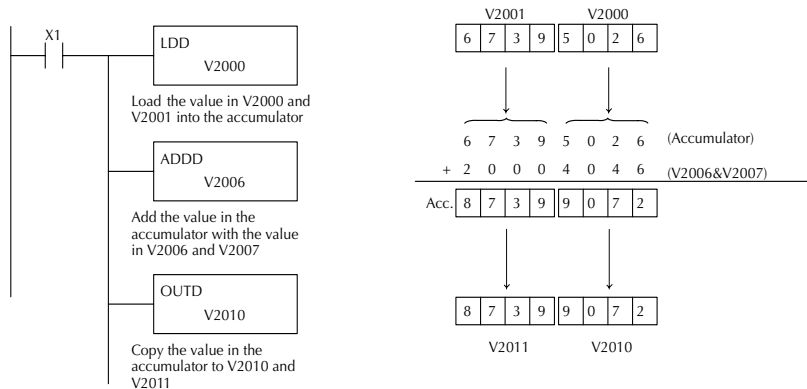 X1
LDD
V2000
Load the value in V2000 and
V2001 into the accumulator
ADDD
V2006
Add the value in the
accumulator with the value
in V2006 and V2007
OUTD
V2010
Copy the value in the
accumulator to V2010 and
V2011
V2001 V2000
6 7 3 9 5 0 2 6
6 7 3 9 5 0 2 6 (Accumulator)
+ 2 0 0 0 4 0 4 6 (V2006&V2007)
Acc. 8 7 3 9 9 0 7 2
8 7 3 9 9 0 7 2
V2011 V2010